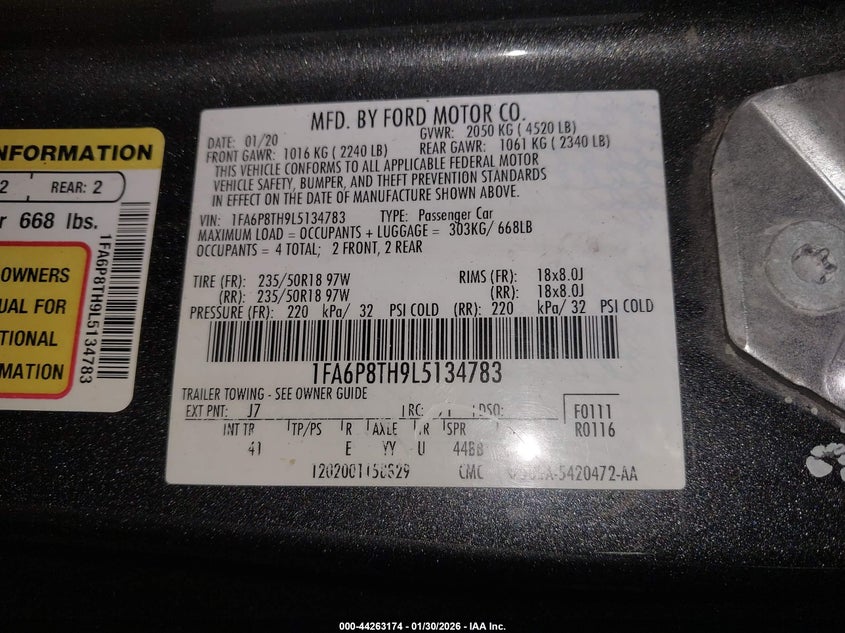 NFORMATION
2 REAR: 2
r 668 lbs.
OWNERS
UAL FOR
TIONAL
MATION
1FA6P8TH9L5134783
MFD. BY FORD MOTOR CO.
DATE: 01/20 GVWR: 2050 KG ( 4520 LB)
FRONT GAWR: 1016 KG ( 2240 LB) REAR GAWR: 1061 KG ( 2340 LB)
THIS VEHICLE CONFORMS TO ALL APPLICABLE FEDERAL MOTOR
VEHICLE SAFETY, BUMPER, AND THEFT PREVENTION STANDARDS
IN EFFECT ON THE DATE OF MANUFACTURE SHOWN ABOVE.
VIN: 1FA6P8TH9L5134783 TYPE: Passenger Car
MAXIMUM LOAD = OCCUPANTS + LUGGAGE = 303KG/ 668LB
OCCUPANTS = 4 TOTAL; 2 FRONT, 2 REAR
TIRE (FR): 235/50R18 97W RIMS (FR): 18x8.0J
(RR): 235/50R18 97W (RR): 18x8.0J
PRESSURE (FR): 220 kPa/ 32 PSI COLD (RR): 220 kPa/ 32 PSI COLD
1FA6P8TH9L5134783
TRAILER TOWING - SEE OWNER GUIDE
EXT PNT: J7 RC: DSO: F0111
INT TR TP/PS R AXLE TR SPR R0116
41 E YY U 44BB
CMC
000-44263174 - 01/30/2026 - IAA Inc.